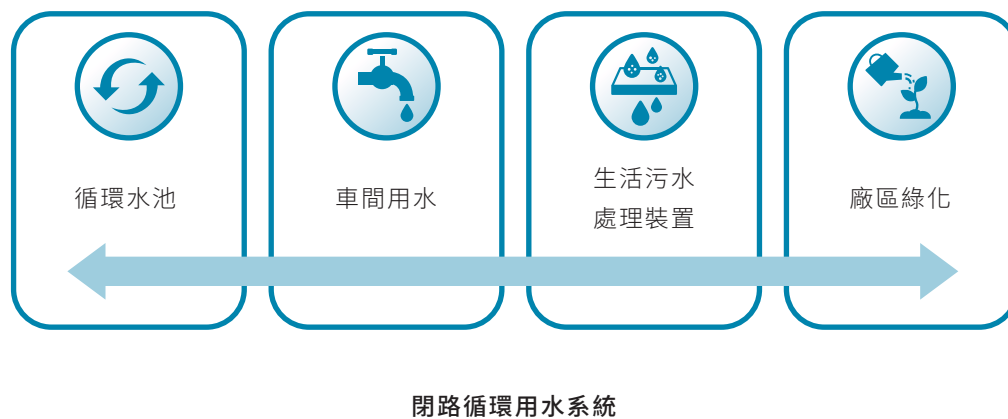 循環水池
車間用水
生活污水
處理裝置
廠區綠化
閉路循環用水系統